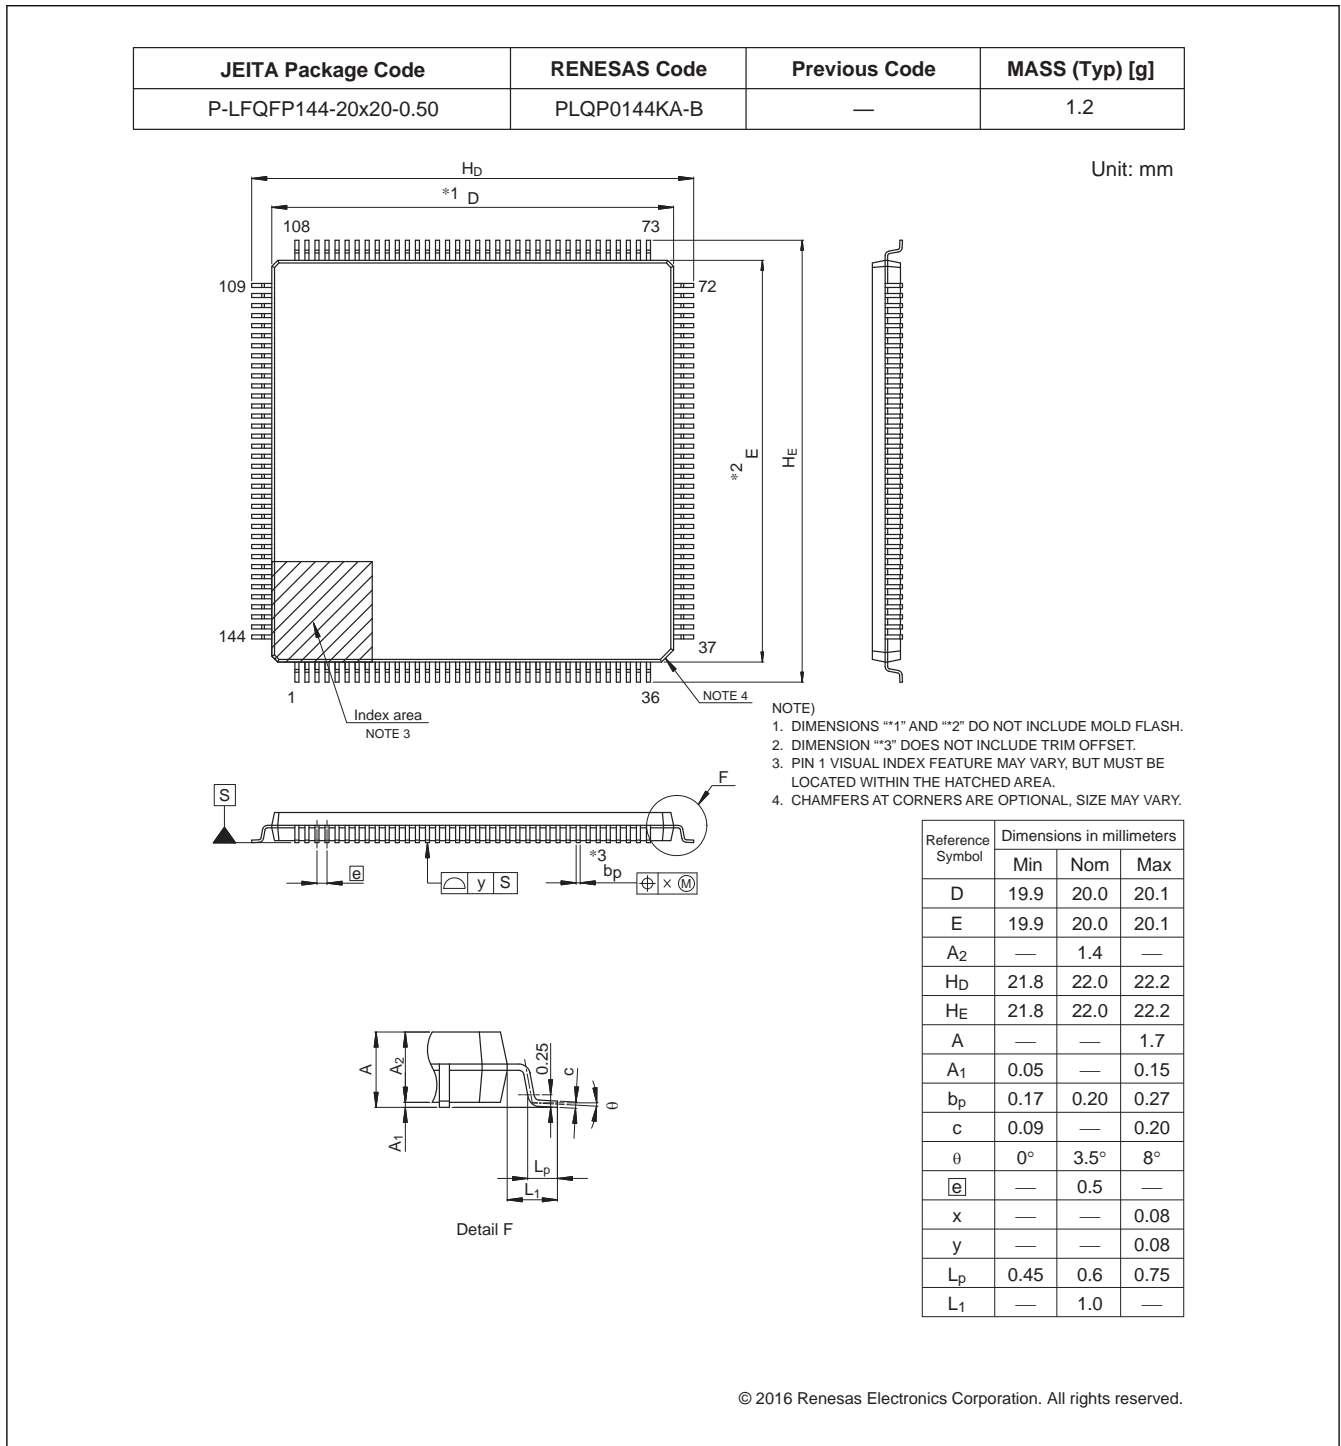 JEITA Package Code RENESAS Code Previous Code MASS (Typ) [g]
P-LFQFP144-20x20-0.50 PLQP0144KA-B — 1.2
Unit: mm
HD
*1 D
108 73
109 72
*2 E
HE
144 37
1 36
NOTE 4
Index area
NOTE 3
NOTE)
1. DIMENSIONS “*1” AND “*2” DO NOT INCLUDE MOLD FLASH.
2. DIMENSION “*3” DOES NOT INCLUDE TRIM OFFSET.
3. PIN 1 VISUAL INDEX FEATURE MAY VARY, BUT MUST BE
LOCATED WITHIN THE HATCHED AREA.
4. CHAMFERS AT CORNERS ARE OPTIONAL, SIZE MAY VARY.
S
F
e
y S
*3
bp
x M
A
A2
A1
0.25
c
θ
Lp
L1
Detail F
Reference Symbol Dimensions in millimeters
Min Nom Max
D 19.9 20.0 20.1
E 19.9 20.0 20.1
A2 — 1.4 —
HD 21.8 22.0 22.2
HE 21.8 22.0 22.2
A — — 1.7
A1 0.05 — 0.15
bp 0.17 0.20 0.27
c 0.09 — 0.20
θ 0° 3.5° 8°
e — 0.5 —
x — — 0.08
y — — 0.08
Lp 0.45 0.6 0.75
L1 — 1.0 —
© 2016 Renesas Electronics Corporation. All rights reserved.